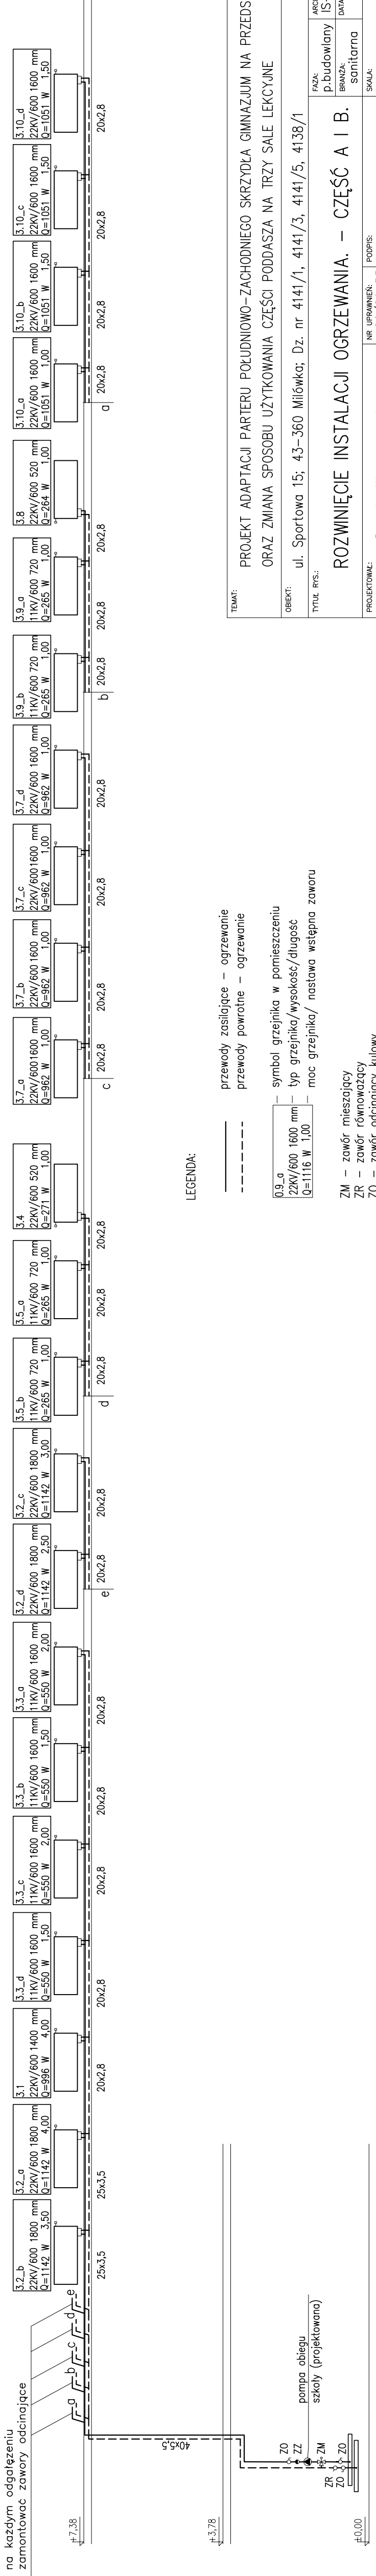 na każdym odgałęzieniu
zamontować zawory odcinające
a
b
c
d
e
3.2_b
22KV/600 1800 mm
Q=1142 W 3,50
3.2_a
22KV/600 1800 mm
Q=1142 W 4,00
3.1
22KV/600 1400 mm
Q=996 W 4,00
3.3_d
11KV/600 1600 mm
Q=550 W 1,50
3.3_c
11KV/600 1600 mm
Q=550 W 2,00
3.3_b
11KV/600 1600 mm
Q=550 W 1,50
3.3_a
11KV/600 1600 mm
Q=550 W 2,00
3.2_d
22KV/600 1800 mm
Q=1142 W 2,50
3.2_c
22KV/600 1800 mm
Q=1142 W 3,00
3.5_b
11KV/600 720 mm
Q=265 W 1,00
3.5_a
11KV/600 720 mm
Q=265 W 1,00
3.4
22KV/600 520 mm
Q=271 W 1,00
3.7_a
22KV/600 1600 mm
Q=962 W 1,00
3.7_b
22KV/600 1600 mm
Q=962 W 1,00
3.7_c
22KV/600 1600 mm
Q=962 W 1,00
3.7_d
22KV/600 1600 mm
Q=962 W 1,00
3.9_b
11KV/600 720 mm
Q=265 W 1,00
3.9_a
11KV/600 720 mm
Q=265 W 1,00
3.8
22KV/600 520 mm
Q=264 W 1,00
3.10_a
22KV/600 1600 mm
Q=1051 W 1,00
3.10_b
22KV/600 1600 mm
Q=1051 W 1,50
3.10_c
22KV/600 1600 mm
Q=1051 W 1,50
3.10_d
22KV/600 1600 mm
Q=1051 W 1,50
+7,38
40x5,5
25x3,5
25x3,5
20x2,8
20x2,8
20x2,8
20x2,8
20x2,8
e
20x2,8
20x2,8
d
20x2,8
20x2,8
20x2,8
c
20x2,8
20x2,8
20x2,8
20x2,8
b
20x2,8
20x2,8
20x2,8
a
20x2,8
20x2,8
20x2,8
20x2,8
+3,78
±0,00
pompa obiegu
szkoły (projektowana)
ZO
ZZ
ZM
ZR
ZO
ZO
LEGENDA:
przewody zasilające – ogrzewanie
przewody powrotne – ogrzewanie
0.9_a
22KV/600 1600 mm
Q=1116 W 1,00
– symbol grzejnika w pomieszczeniu
– typ grzejnika/wysokość/długość
– moc grzejnika/ nastawa wstępna zaworu
ZM – zawór mieszający
ZR – zawór równoważący
ZO – zawór odcinający kulowy
TEMAT:
PROJEKT ADAPTACJI PARTERU POŁUDNIOWO-ZACHODNIEGO SKRZYDŁA GIMNAZJUM NA PRZEDS
ORAZ ZMIANA SPOSOBU UŻYTKOWANIA CZĘŚCI PODDASZA NA TRZY SALE LEKCYJNE
OBIEKT:
ul. Sportowa 15; 43-360 Milówka; Dz. nr 4141/1, 4141/3, 4141/5, 4138/1
TYTUŁ RYS.:
ROZWINIĘCIE INSTALACJI OGRZEWANIA. – CZĘŚĆ A I B.
FAZA:
p.budowlany
BRANŻA:
sanitarna
ARC
IS-
DATA
PROJEKTOWAŁ:
NR UPRAWNIEŃ:
PODPIS:
SKALA: